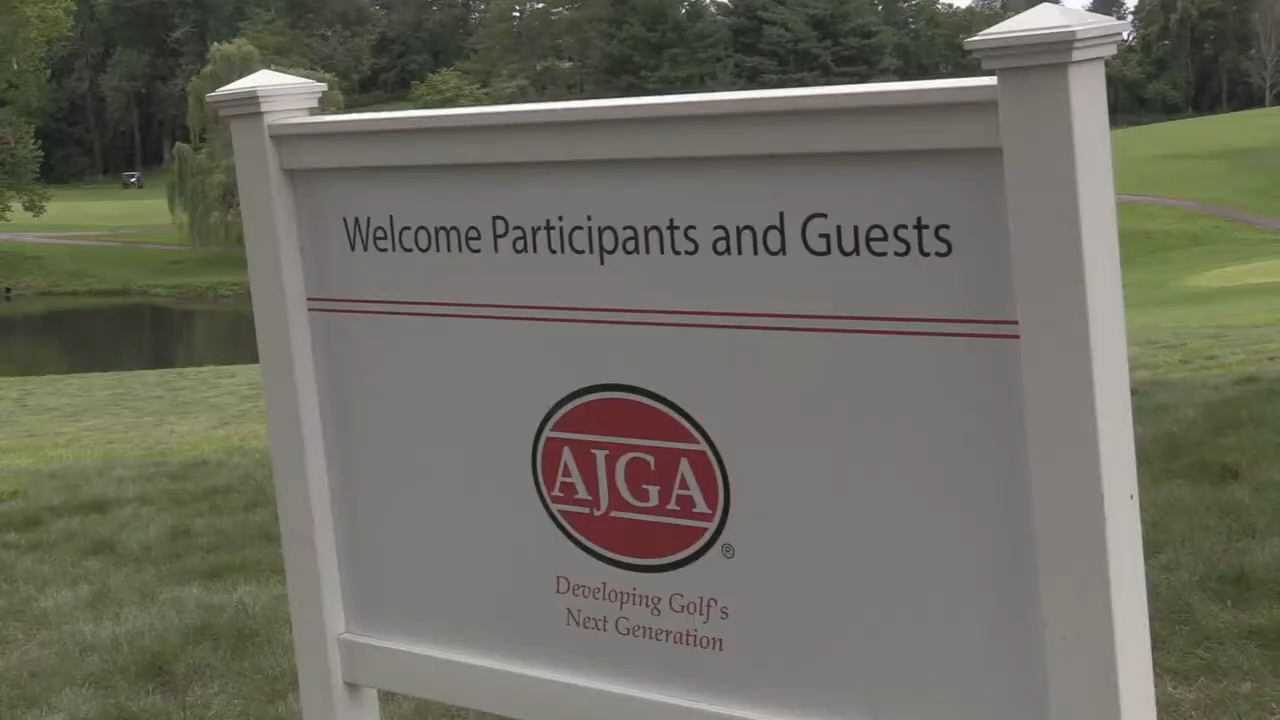 Welcome Participants and Guests
AJGA
®
Developing Golf's
Next Generation